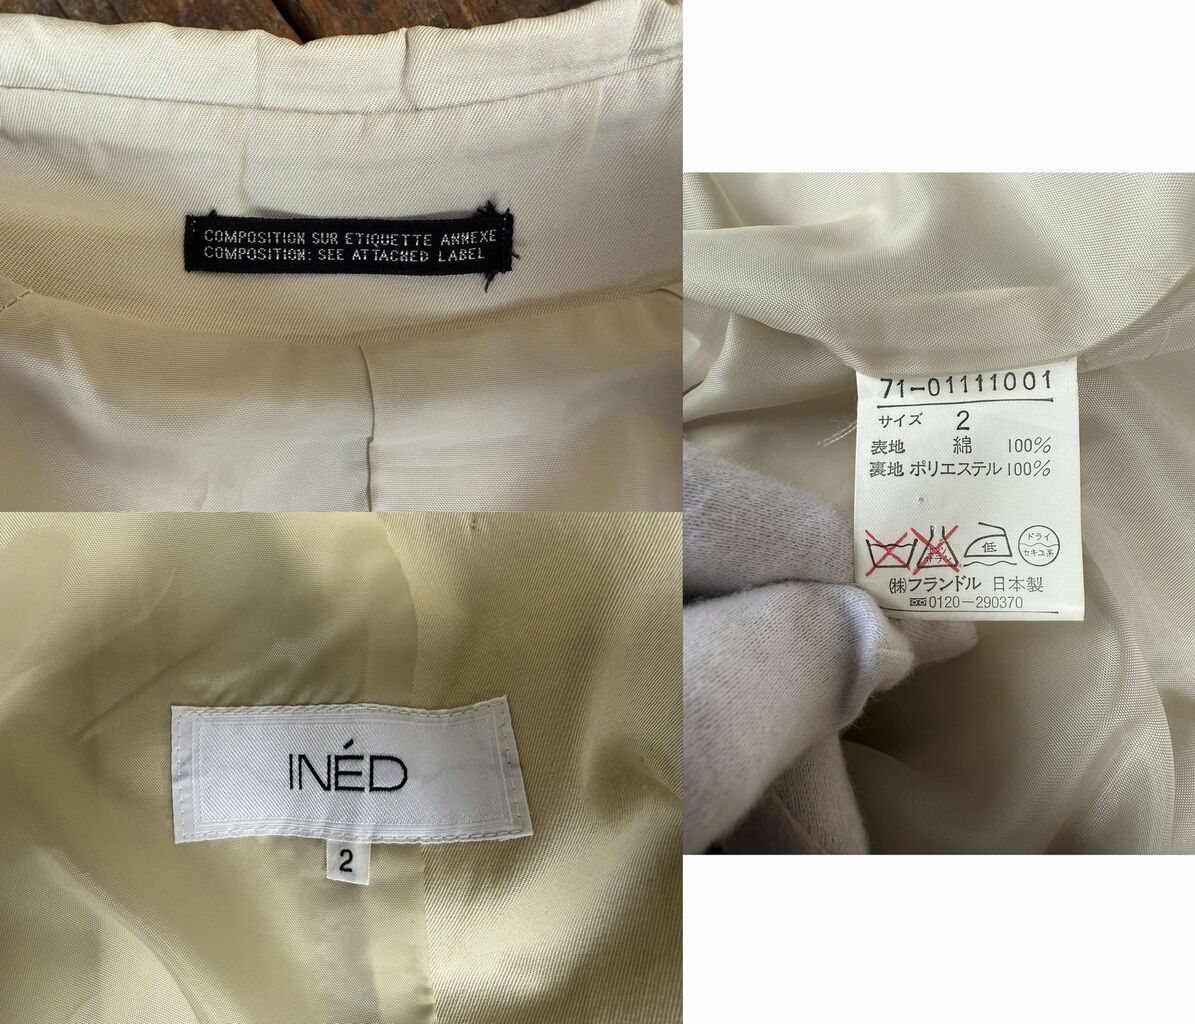 COMPOSITION SUR ETIQUETTE ANNEXE
COMPOSITION: SEE ATTACHED LABEL
INÉD
2
71-01111001
サイズ 2
表地 綿 100%
裏地 ポリエステル 100%
低
ドライ
セキユ系
(株)フランドル 日本製
0120-290370